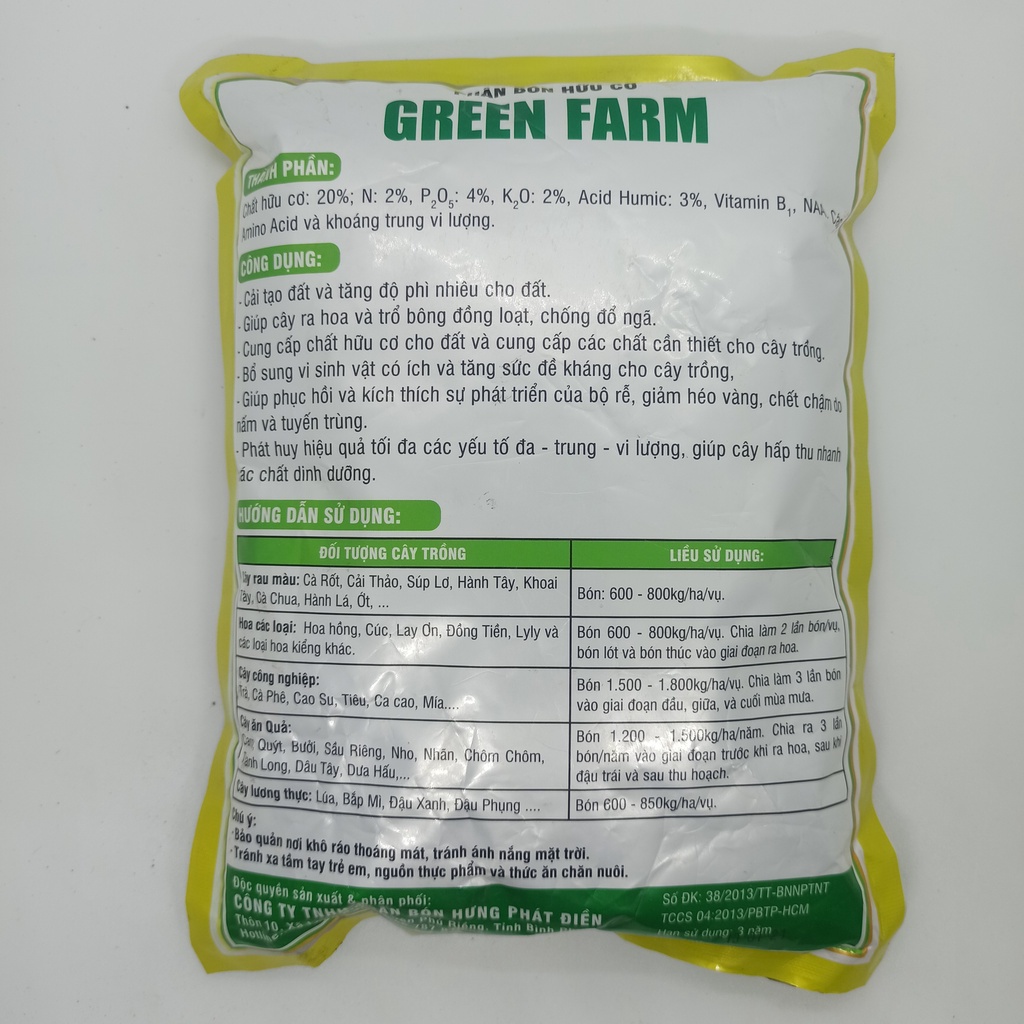 PHÂN BÓN HỮU CƠ
GREEN FARM
THÀNH PHẦN:
Chất hữu cơ: 20%; N: 2%, P2O5: 4%, K2O: 2%, Acid Humic: 3%, Vitamin B1, NAA, Các
Amino Acid và khoáng trung vi lượng.
CÔNG DỤNG:
- Cải tạo đất và tăng độ phì nhiêu cho đất.
- Giúp cây ra hoa và trổ bông đồng loạt, chống đổ ngã.
- Cung cấp chất hữu cơ cho đất và cung cấp các chất cần thiết cho cây trồng.
- Bổ sung vi sinh vật có ích và tăng sức đề kháng cho cây trồng,
- Giúp phục hồi và kích thích sự phát triển của bộ rễ, giảm héo vàng, chết chậm do
nấm và tuyến trùng.
- Phát huy hiệu quả tối đa các yếu tố đa - trung - vi lượng, giúp cây hấp thu nhanh
các chất dinh dưỡng.
HƯỚNG DẪN SỬ DỤNG:
ĐỐI TƯỢNG CÂY TRỒNG LIỀU SỬ DỤNG:
Cây rau màu: Cà Rốt, Cải Thảo, Súp Lơ, Hành Tây, Khoai
Tây, Cà Chua, Hành Lá, Ớt, ...
Bón: 600 - 800kg/ha/vụ.
Hoa các loại: Hoa hồng, Cúc, Lay Ơn, Đồng Tiền, Lyly và
các loại hoa kiểng khác.
Bón 600 - 800kg/ha/vụ. Chia làm 2 lần bón/vụ,
bón lót và bón thúc vào giai đoạn ra hoa.
Cây công nghiệp:
Trà, Cà Phê, Cao Su, Tiêu, Ca cao, Mía....
Bón 1.500 - 1.800kg/ha/vụ. Chia làm 3 lần bón
vào giai đoạn đầu, giữa, và cuối mùa mưa.
Cây ăn Quả:
Cam Quýt, Bưởi, Sầu Riêng, Nho, Nhãn, Chôm Chôm,
Thanh Long, Dâu Tây, Dưa Hấu,...
Bón 1.200 - 1.500kg/ha/năm. Chia ra 3 lần
bón/năm vào giai đoạn trước khi ra hoa, sau khi
đậu trái và sau thu hoạch.
Cây lương thực: Lúa, Bắp Mì, Đậu Xanh, Đậu Phụng ....
Bón 600 - 850kg/ha/vụ.
Chú ý:
-Bảo quản nơi khô ráo thoáng mát, tránh ánh nắng mặt trời.
-Tránh xa tầm tay trẻ em, nguồn thực phẩm và thức ăn chăn nuôi.
Độc quyền sản xuất & phân phối:
CÔNG TY TNHH PHÂN BÓN HƯNG PHÁT ĐIỀN
Thôn 10, Phú Riềng, Tỉnh Bình
Hotline:
Số ĐK: 38/2013/TT-BNNPTNT
TCCS 04:2013/PBTP-HCM
Hạn sử dụng: 3 năm